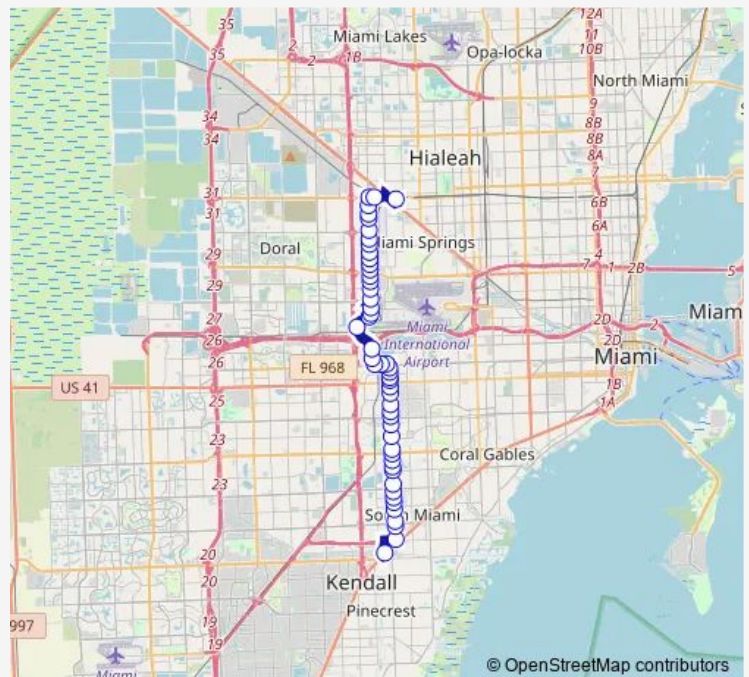 12A
11
10B
35
Miami Lakes
2
2
1B
Opa-locka
35
North Miami
9
8B
8B
8A
7
34
34
Hialeah
31
31
6B
6A
Doral
Miami Springs
29
29
29
4
7
1
2B
5
27
26
26
Miami
International
Airport
2D
2D
2
Miam
Miami
FL 968
US 41
25
1B
1A
23
Coral Gables
23
South Miami
20
20
Kendall
Pinecrest
997
19
19
Miami
© OpenStreetMap contributors